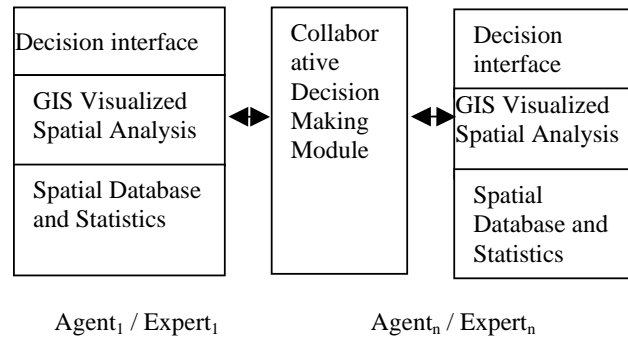 Decision interface
GIS Visualized
Spatial Analysis
Spatial Database
and Statistics
Collabor
ative
Decision
Making
Module
Decision
interface
GIS Visualized
Spatial Analysis
Spatial
Database and
Statistics
Agent₁ / Expert₁
Agentₙ / Expertₙ